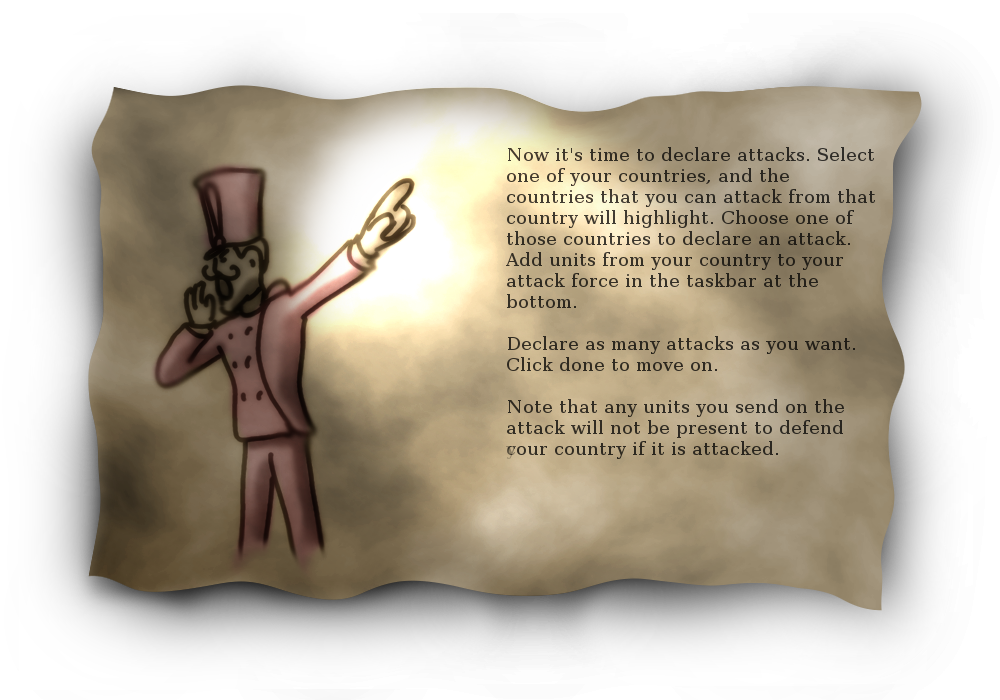 Now it's time to declare attacks. Select
one of your countries, and the
countries that you can attack from that
country will highlight. Choose one of
those countries to declare an attack.
Add units from your country to your
attack force in the taskbar at the
bottom.
Declare as many attacks as you want.
Click done to move on.
Note that any units you send on the
attack will not be present to defend
your country if it is attacked.